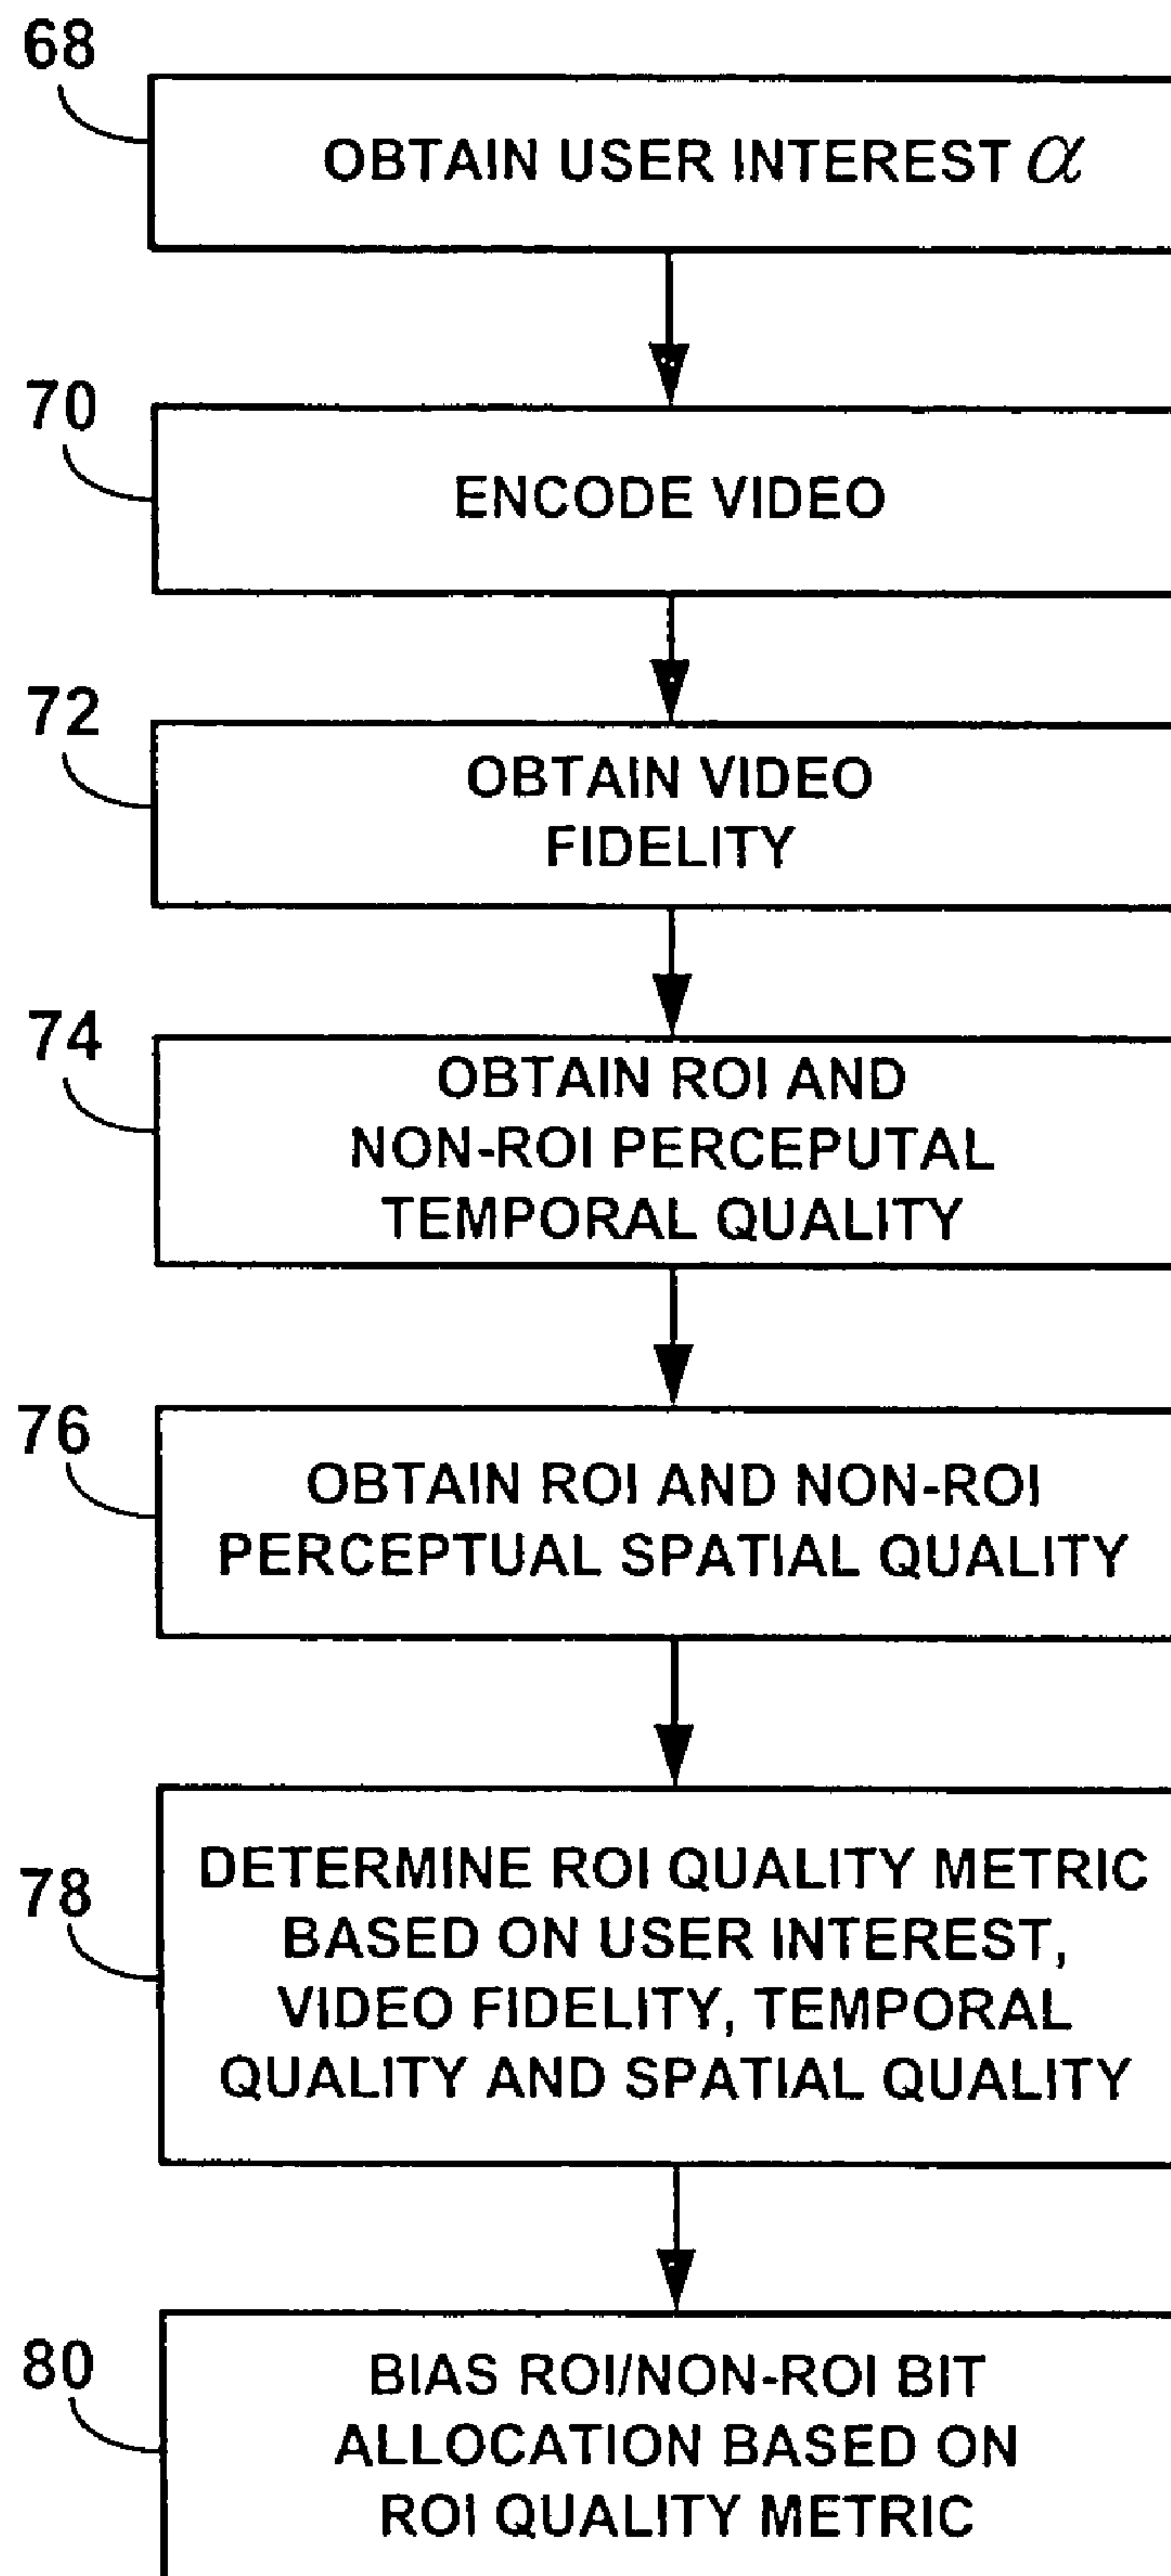 68
OBTAIN USER INTEREST α
70
ENCODE VIDEO
72
OBTAIN VIDEO
FIDELITY
74
OBTAIN ROI AND
NON-ROI PERCEPUTAL
TEMPORAL QUALITY
76
OBTAIN ROI AND NON-ROI
PERCEPTUAL SPATIAL QUALITY
78
DETERMINE ROI QUALITY METRIC
BASED ON USER INTEREST,
VIDEO FIDELITY, TEMPORAL
QUALITY AND SPATIAL QUALITY
80
BIAS ROI/NON-ROI BIT
ALLOCATION BASED ON
ROI QUALITY METRIC